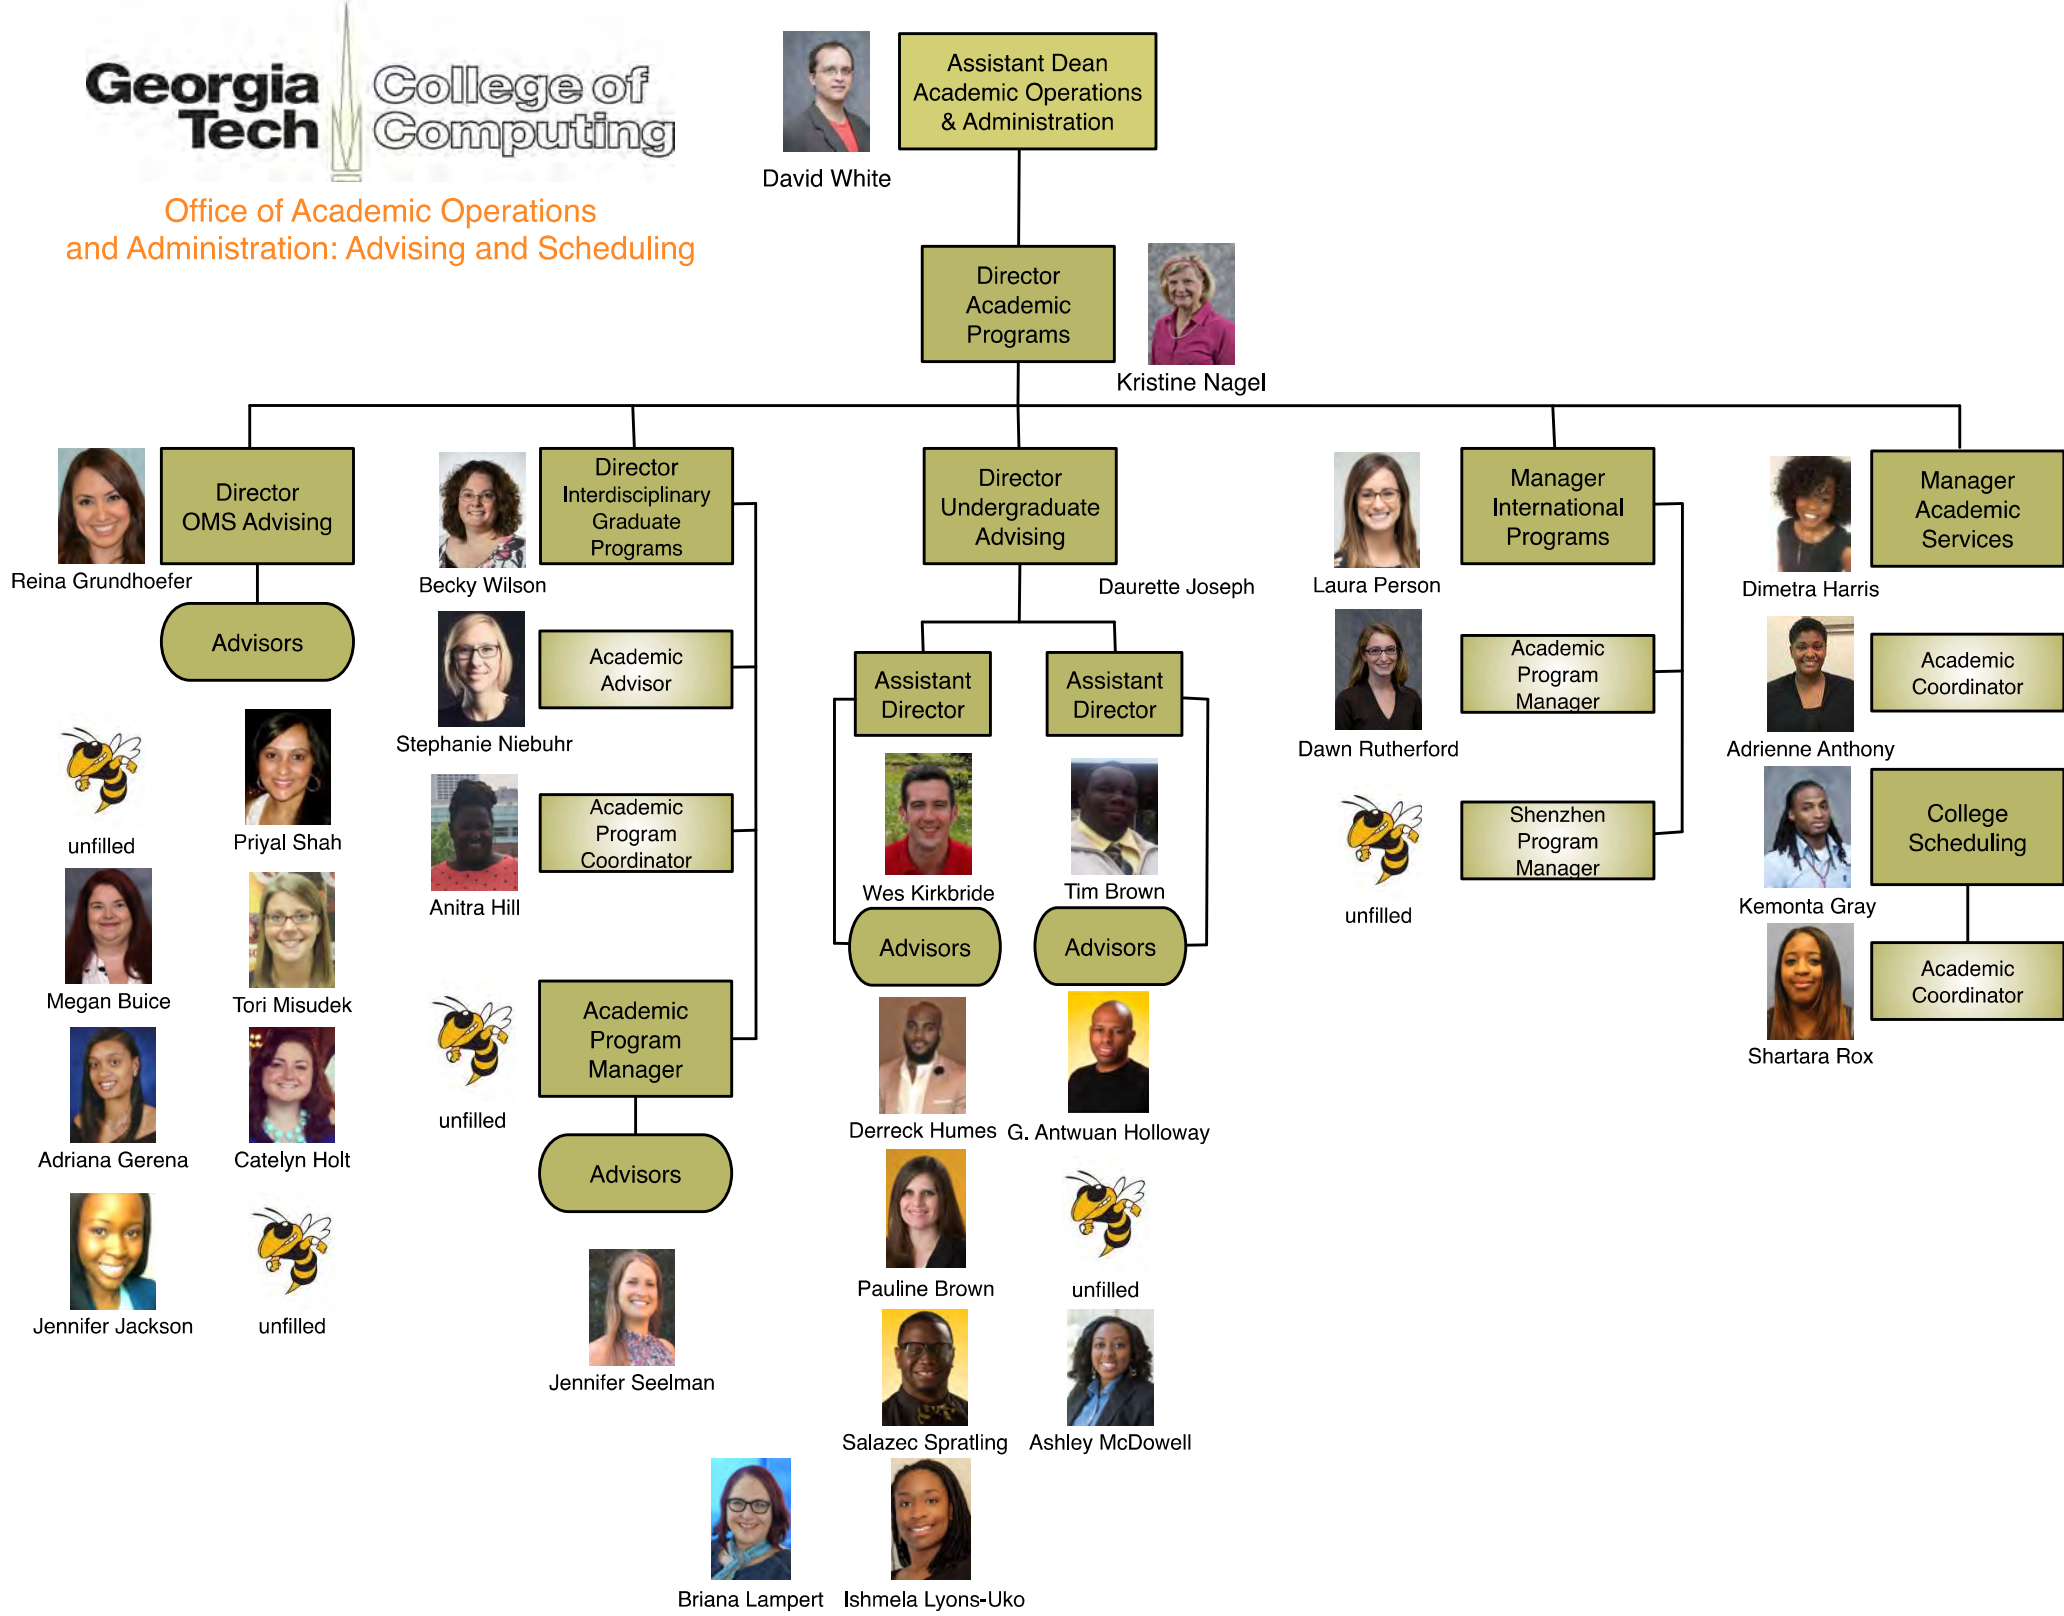 Georgia
Tech
College of
Computing
Office of Academic Operations
and Administration: Advising and Scheduling
Assistant Dean
Academic Operations
& Administration
David White
Director
Academic
Programs
Kristine Nagel
Director
OMS Advising
Reina Grundhoefer
Advisors
unfilled
Priyal Shah
Megan Buice
Tori Misudek
Adriana Gerena
Catelyn Holt
Jennifer Jackson
unfilled
Director
Interdisciplinary
Graduate
Programs
Becky Wilson
Academic
Advisor
Stephanie Niebuhr
Academic
Program
Coordinator
Anitra Hill
Academic
Program
Manager
unfilled
Advisors
Jennifer Seelman
Director
Undergraduate
Advising
Daurette Joseph
Assistant
Director
Wes Kirkbride
Advisors
Derreck Humes
Pauline Brown
Salazec Spratling
Briana Lampert
Ishmela Lyons-Uko
Assistant
Director
Tim Brown
Advisors
G. Antwuan Holloway
unfilled
Ashley McDowell
Manager
International
Programs
Laura Person
Academic
Program
Manager
Dawn Rutherford
Shenzhen
Program
Manager
unfilled
Manager
Academic
Services
Dimetra Harris
Academic
Coordinator
Adrienne Anthony
College
Scheduling
Kemonta Gray
Academic
Coordinator
Shartara Rox